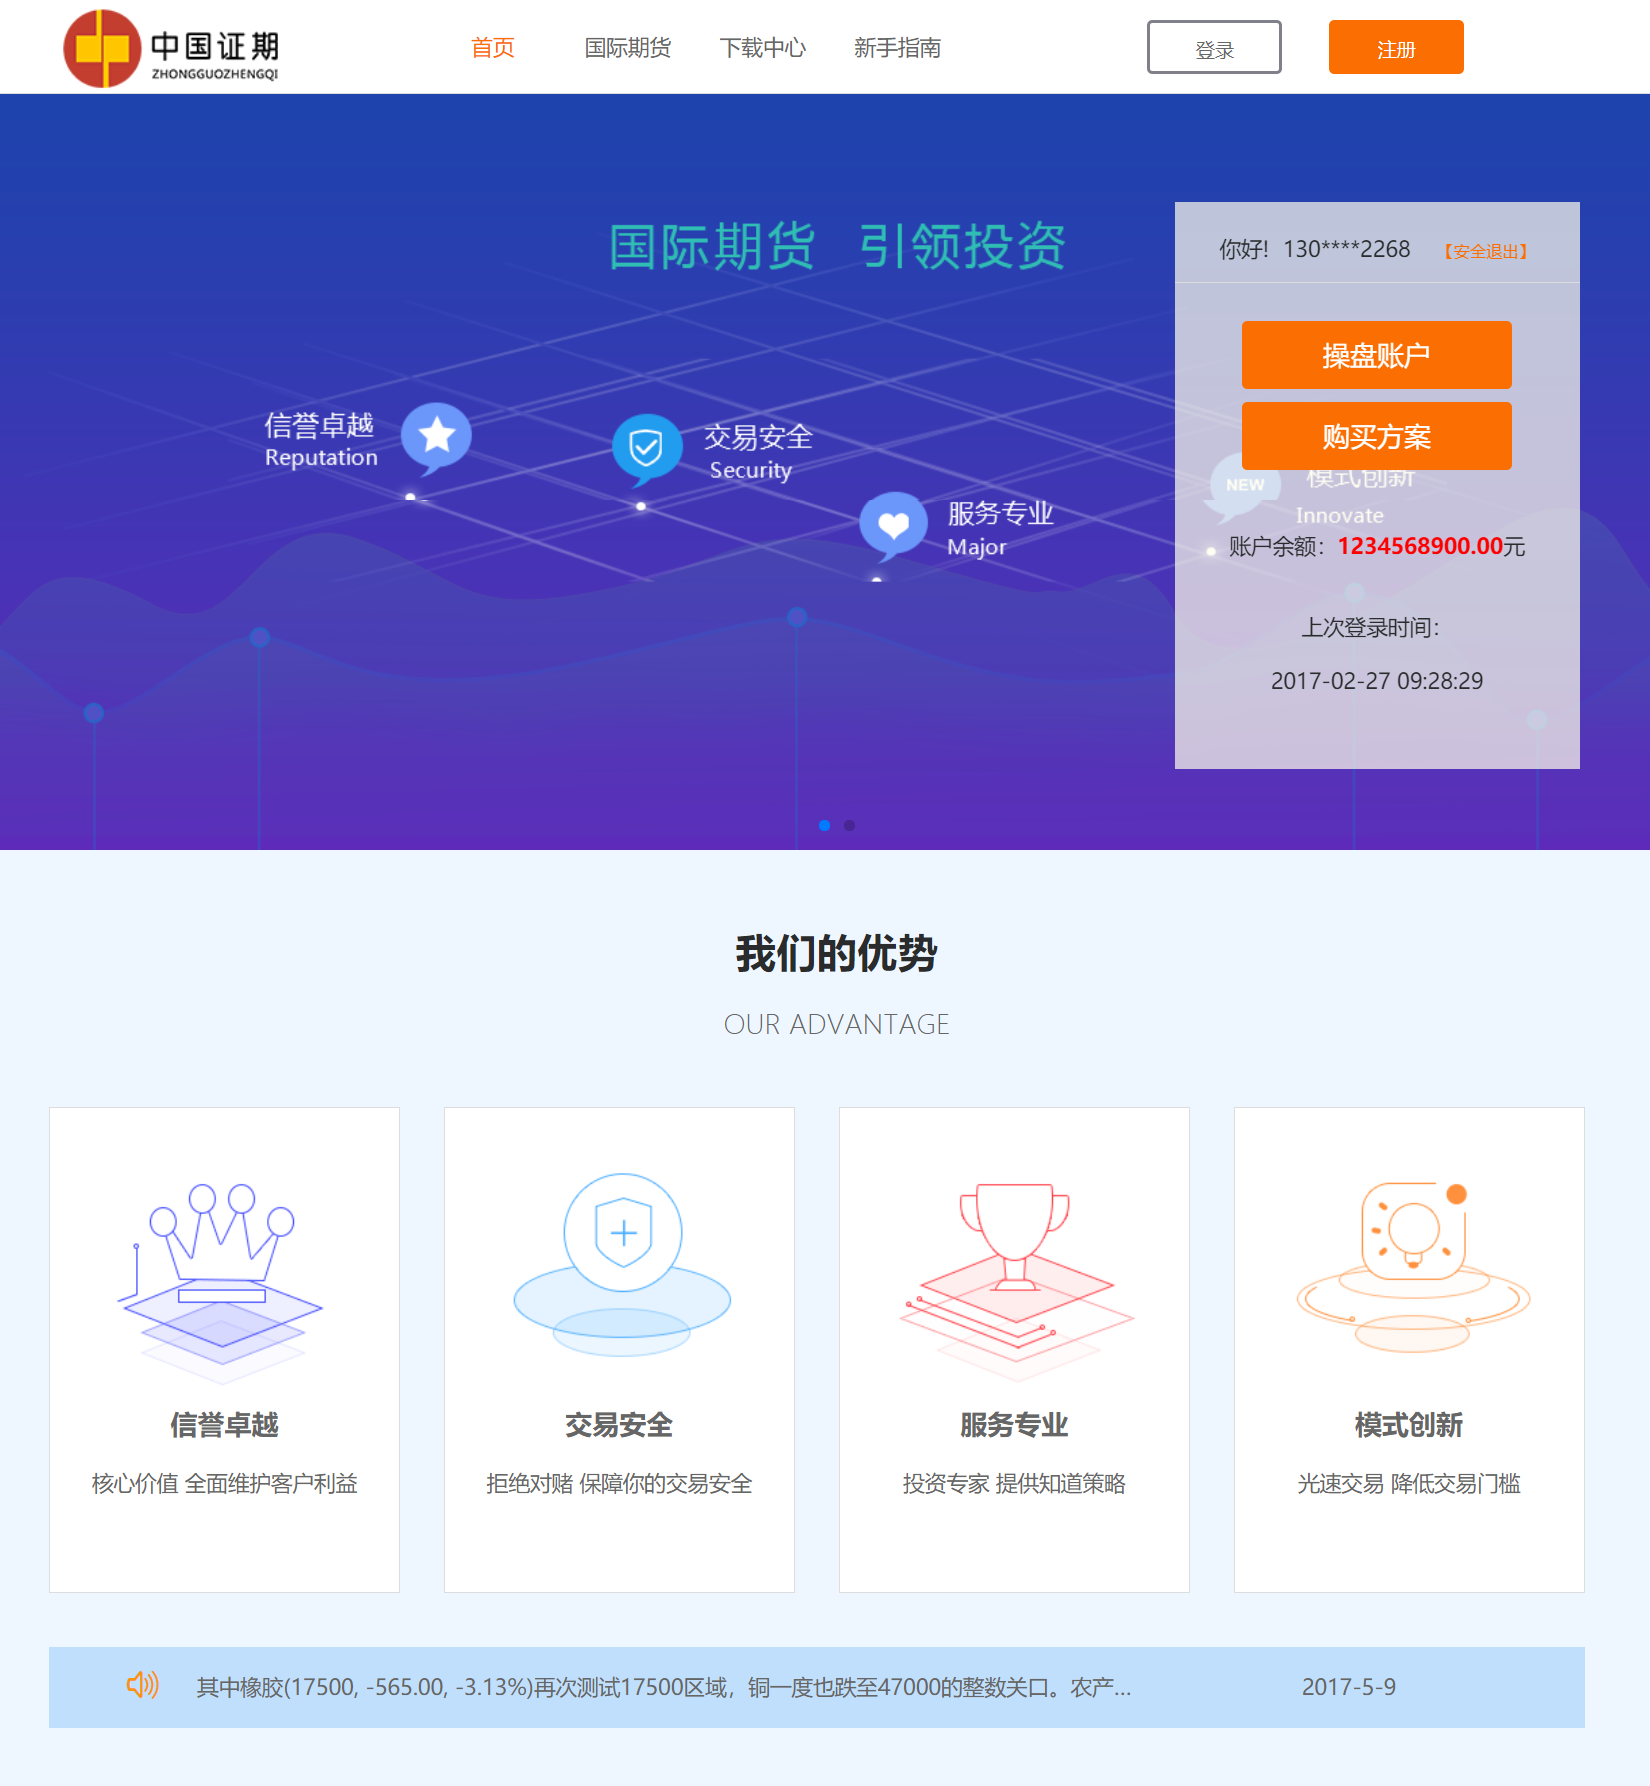 中国证期
ZHONGGUOZHENGQI
首页 国际期货 下载中心 新手指南
登录 注册
国际期货 引领投资
你好! 130****2268 【安全退出】
操盘账户
购买方案
信誉卓越
Reputation
交易安全
Security
服务专业
Major
NEW
模式创新
Innovate
账户余额: 1234568900.00元
上次登录时间:
2017-02-27 09:28:29
我们的优势
OUR ADVANTAGE
信誉卓越
核心价值 全面维护客户利益
交易安全
拒绝对赌 保障你的交易安全
服务专业
投资专家 提供知道策略
模式创新
光速交易 降低交易门槛
其中橡胶(17500, -565.00, -3.13%)再次测试17500区域，铜一度也跌至47000的整数关口。农产... 2017-5-9